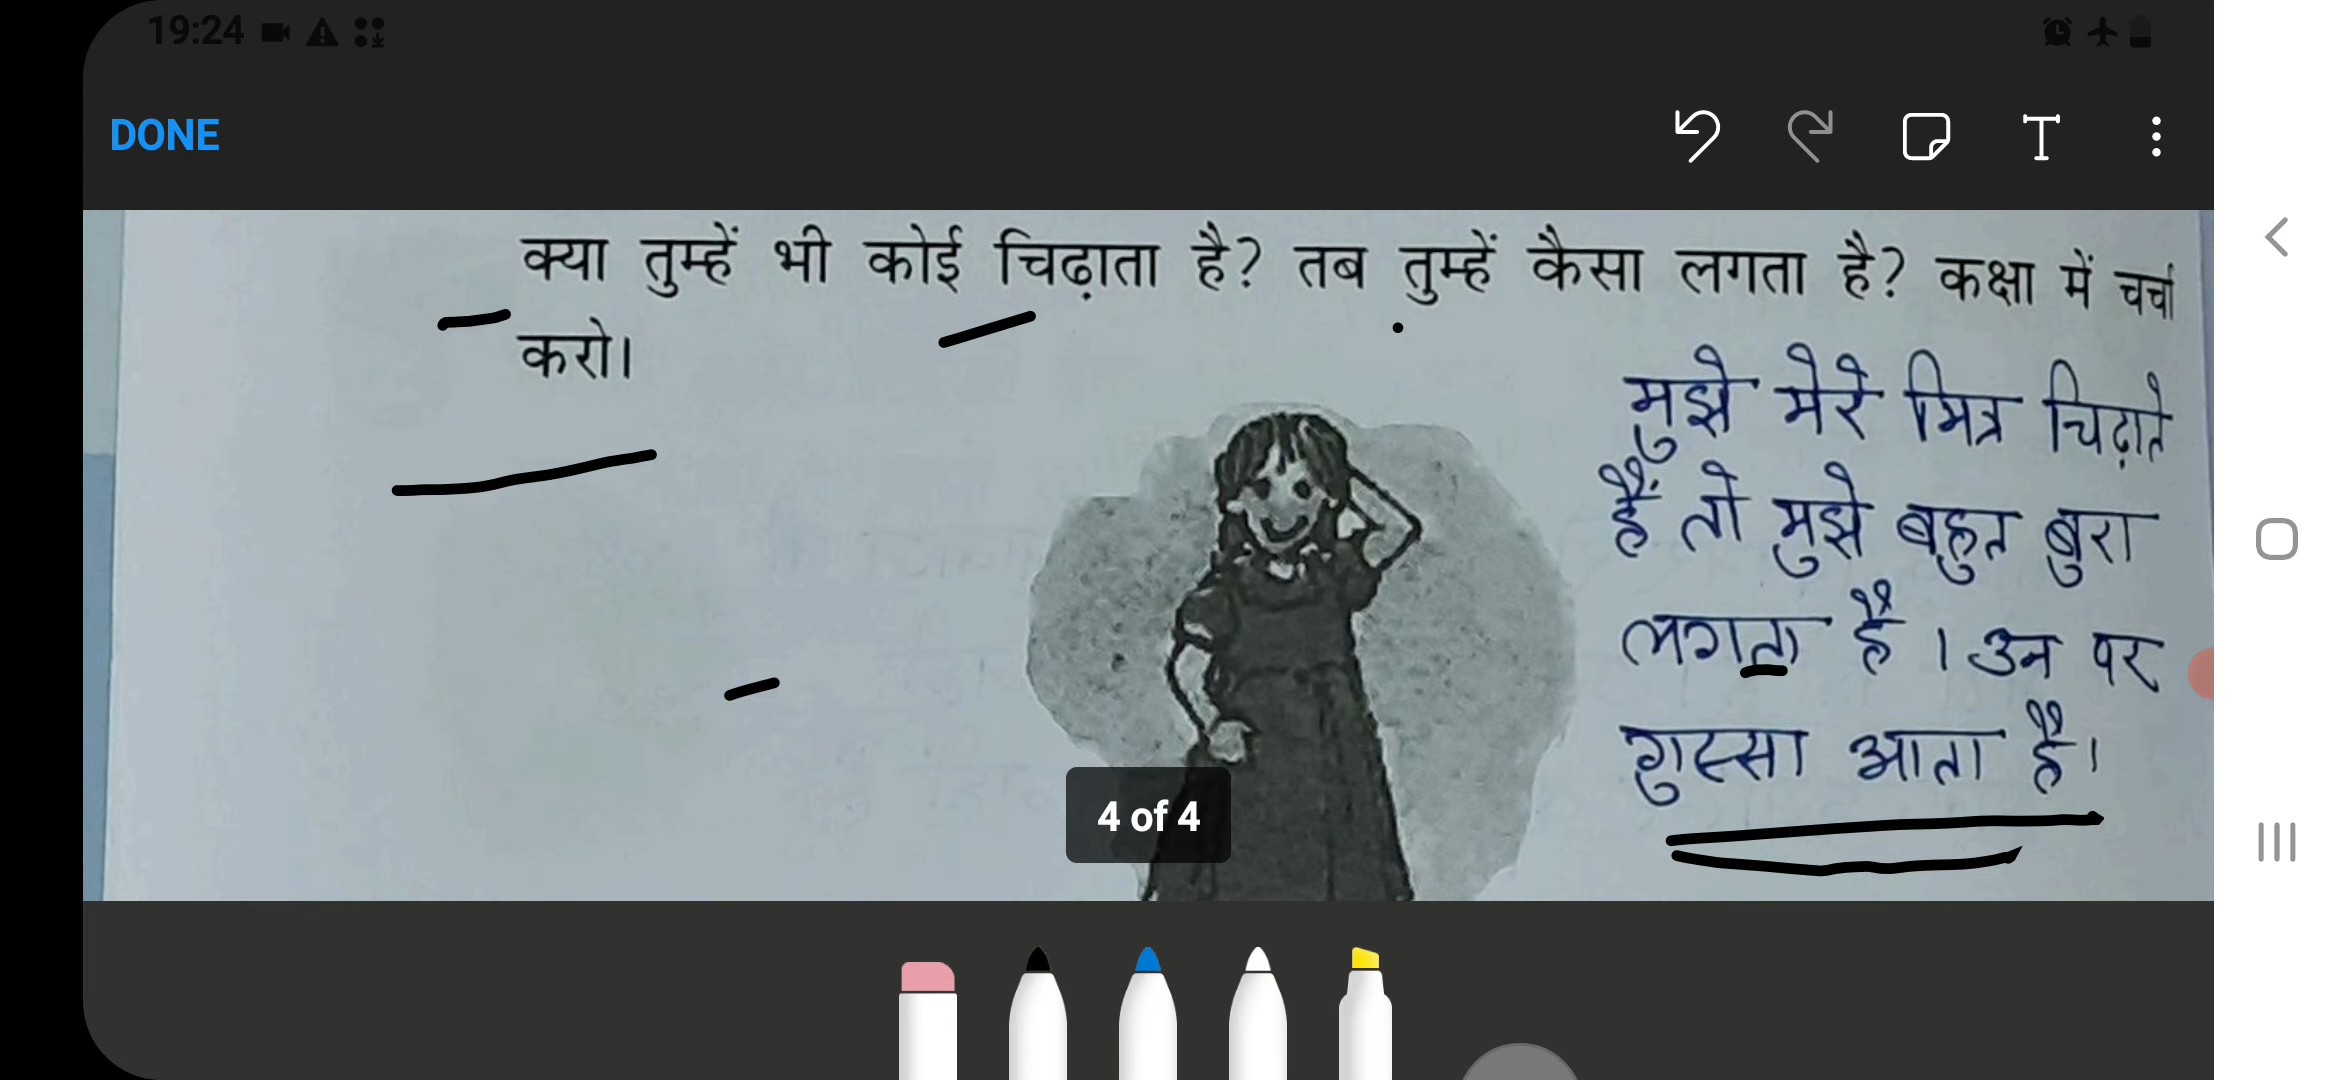 19:24
DONE
T
क्या तुम्हें भी कोई चिढ़ाता है? तब तुम्हें कैसा लगता है? कक्षा में चर्चा
करो।
मुझे मेरे मित्र चिढ़ाते
हैं तो मुझे बहुत बुरा
लगता है । उन पर
गुस्सा आता है।
4 of 4